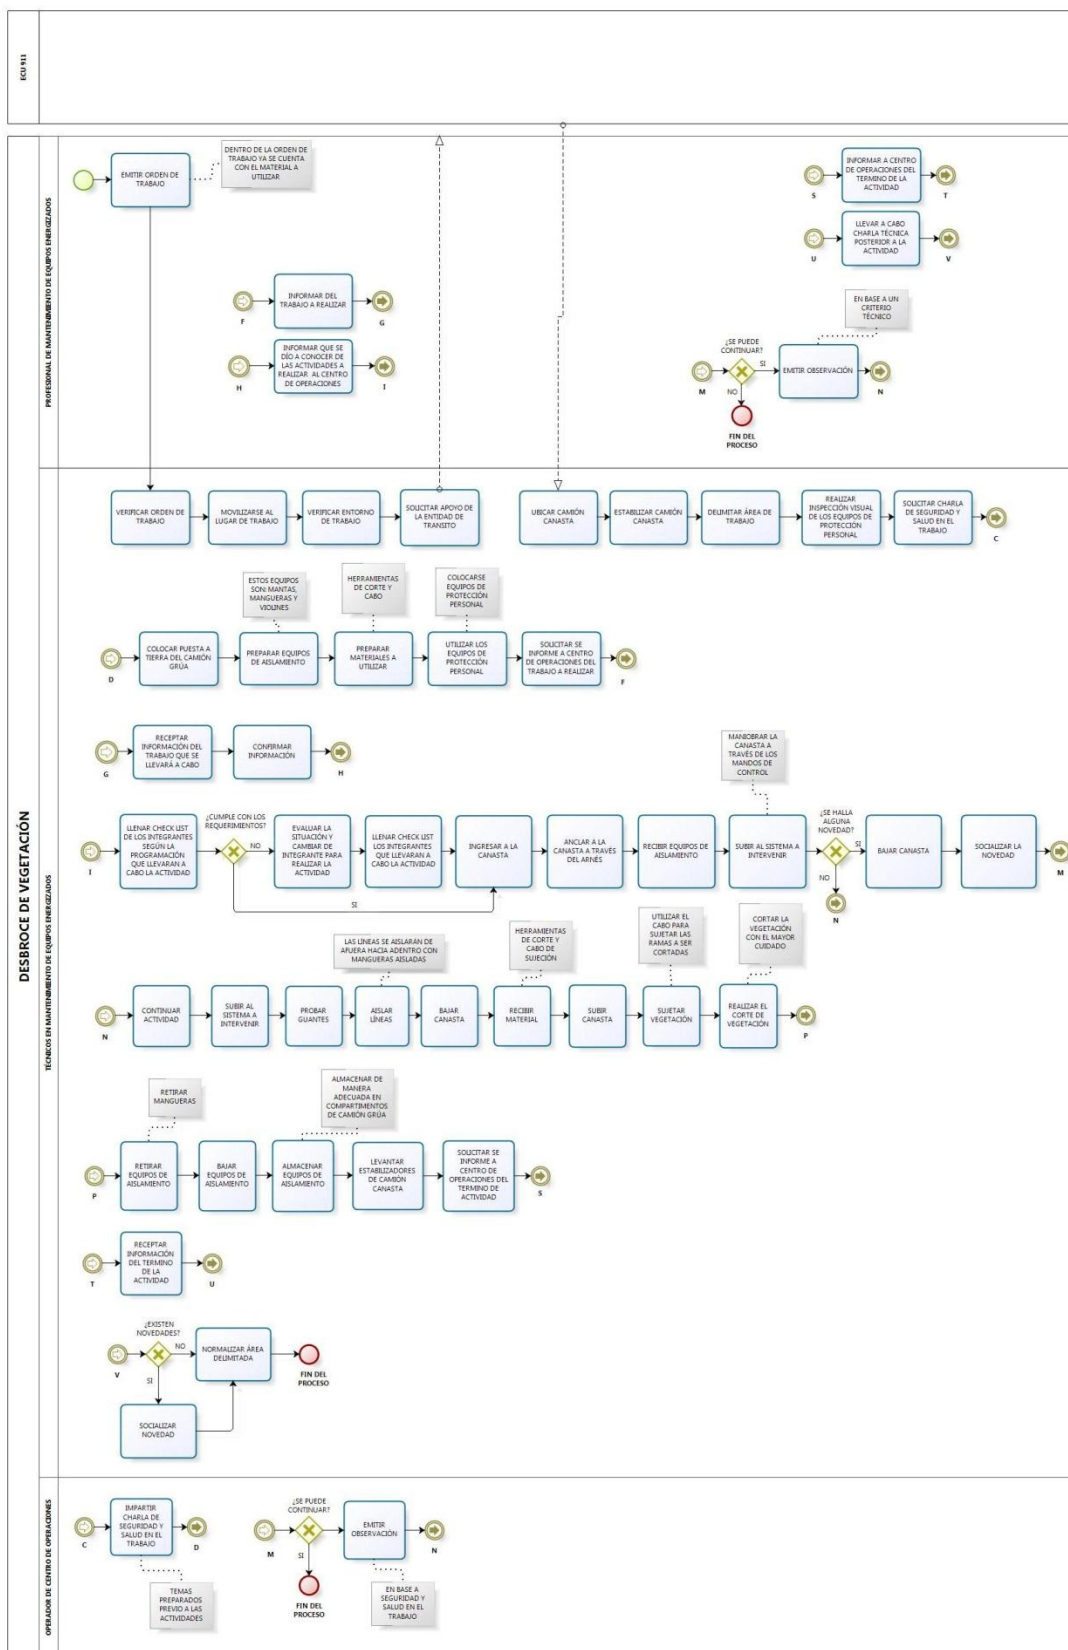 ECU 911
DESBROCE DE VEGETACIÓN
PROFESIONAL DE MANTENIMIENTO DE EQUIPOS ENERGIZADOS
EMITIR ORDEN DE
TRABAJO
DENTRO DE LA ORDEN DE
TRABAJO YA SE CUENTA
CON EL MATERIAL A
UTILIZAR
S
INFORMAR A CENTRO
DE OPERACIONES DEL
TERMINO DE LA
ACTIVIDAD
T
U
LLEVAR A CABO
CHARLA TÉCNICA
POSTERIOR A LA
ACTIVIDAD
V
F
INFORMAR DEL
TRABAJO A REALIZAR
G
H
INFORMAR QUE SE
DÍO A CONOCER DE
LAS ACTIVIDADES A
REALIZAR AL CENTRO
DE OPERACIONES
I
EN BASE A UN
CRITERIO
TÉCNICO
M
¿SE PUEDE
CONTINUAR?
SI
NO
EMITIR OBSERVACIÓN
N
FIN DEL
PROCESO
TÉCNICOS EN MANTENIMIENTO DE EQUIPOS ENERGIZADOS
VERIFICAR ORDEN DE
TRABAJO
MOVILIZARSE AL
LUGAR DE TRABAJO
VERIFICAR ENTORNO
DE TRABAJO
SOLICITAR APOYO DE
LA ENTIDAD DE
TRANSITO
UBICAR CAMIÓN
CANASTA
ESTABILIZAR CAMIÓN
CANASTA
DELIMITAR ÁREA DE
TRABAJO
REALIZAR
INSPECCIÓN VISUAL
DE LOS EQUIPOS DE
PROTECCIÓN
PERSONAL
SOLICITAR CHARLA
DE SEGURIDAD Y
SALUD EN EL
TRABAJO
C
ESTOS EQUIPOS
SON: MANTAS,
MANGUERAS Y
VIOLINES
HERRAMIENTAS
DE CORTE Y
CABO
COLOCARSE
EQUIPOS DE
PROTECCIÓN
PERSONAL
D
COLOCAR PUESTA A
TIERRA DEL CAMIÓN
GRÚA
PREPARAR EQUIPOS
DE AISLAMIENTO
PREPARAR
MATERIALES A
UTILIZAR
UTILIZAR LOS
EQUIPOS DE
PROTECCIÓN
PERSONAL
SOLICITAR SE
INFORME A CENTRO
DE OPERACIONES DEL
TRABAJO A REALIZAR
F
G
RECEPTAR
INFORMACIÓN DEL
TRABAJO QUE SE
LLEVARÁ A CABO
CONFIRMAR
INFORMACIÓN
H
MANIOBRAR LA
CANASTA A
TRAVÉS DE LOS
MANDOS DE
CONTROL
I
LLENAR CHECK LIST
DE LOS INTEGRANTES
SEGÚN LA
PROGRAMACIÓN
QUE LLEVARAN A
CABO LA ACTIVIDAD
¿CUMPLE CON LOS
REQUERIMIENTOS?
NO
SI
EVALUAR LA
SITUACIÓN Y
CAMBIAR DE
INTEGRANTE PARA
REALIZAR LA
ACTIVIDAD
LLENAR CHECK LIST
LOS INTEGRANTES
QUE LLEVARAN A
CABO LA ACTIVIDAD
INGRESAR A LA
CANASTA
ANCLAR A LA
CANASTA A TRAVÉS
DEL ARNÉS
RECIBIR EQUIPOS DE
AISLAMIENTO
SUBIR AL SISTEMA A
INTERVENIR
¿SE HALLA
ALGUNA
NOVEDAD?
SI
NO
N
BAJAR CANASTA
SOCIALIZAR LA
NOVEDAD
M
LAS LÍNEAS SE AISLARÁN DE
AFUERA HACIA ADENTRO CON
MANGUERAS AISLADAS
HERRAMIENTAS
DE CORTE Y
CABO DE
SUJECIÓN
UTILIZAR EL
CABO PARA
SUJETAR LAS
RAMAS A SER
CORTADAS
CORTAR LA
VEGETACIÓN
CON EL MAYOR
CUIDADO
N
CONTINUAR
ACTIVIDAD
SUBIR AL
SISTEMA A
INTERVENIR
PROBAR
GUANTES
AISLAR
LÍNEAS
BAJAR
CANASTA
RECIBIR
MATERIAL
SUBIR
CANASTA
SUJETAR
VEGETACIÓN
REALIZAR EL
CORTE DE
VEGETACIÓN
P
RETIRAR
MANGUERAS
ALMACENAR DE
MANERA
ADECUADA EN
COMPARTIMENTOS
DE CAMIÓN GRÚA
P
RETIRAR
EQUIPOS DE
AISLAMIENTO
BAJAR
EQUIPOS DE
AISLAMIENTO
ALMACENAR
EQUIPOS DE
AISLAMIENTO
LEVANTAR
ESTABILIZADORES
DE CAMIÓN
CANASTA
SOLICITAR SE
INFORME A
CENTRO DE
OPERACIONES DEL
TERMINO DE
ACTIVIDAD
S
T
RECEPTAR
INFORMACIÓN
DEL TERMINO
DE LA
ACTIVIDAD
U
¿EXISTEN
NOVEDADES?
V
NO
SI
NORMALIZAR ÁREA
DELIMITADA
FIN DEL
PROCESO
SOCIALIZAR
NOVEDAD
OPERADOR DE CENTRO DE OPERACIONES
C
IMPARTIR
CHARLA DE
SEGURIDAD Y
SALUD EN EL
TRABAJO
D
TEMAS
PREPARADOS
PREVIO A LAS
ACTIVIDADES
¿SE PUEDE
CONTINUAR?
M
SI
EMITIR
OBSERVACIÓN
N
FIN DEL
PROCESO
EN BASE A
SEGURIDAD Y
SALUD EN EL
TRABAJO